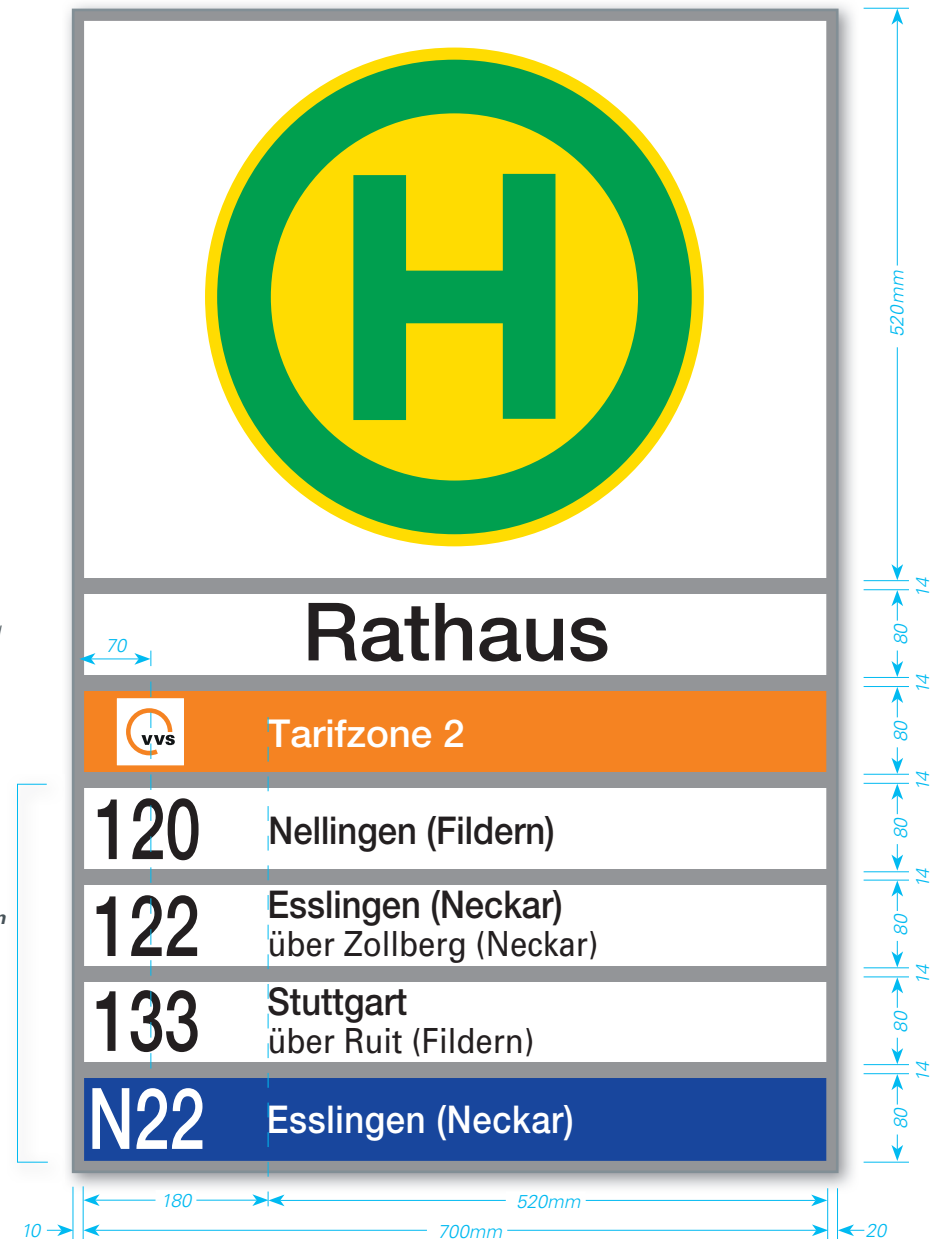 H
520mm
14
Rathaus
80
70
14
vvs
Tarifzone 2
80
14
120
Nellingen (Fildern)
80
14
122
Esslingen (Neckar)
über Zollberg (Neckar)
80
14
133
Stuttgart
über Ruit (Fildern)
80
14
N22
Esslingen (Neckar)
80
180
520mm
10
700mm
20